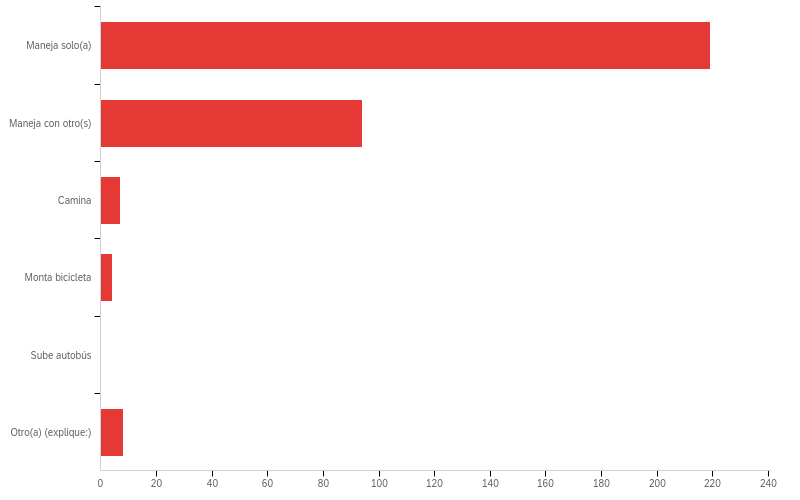 Maneja solo(a)
Maneja con otro(s)
Camina
Monta bicicleta
Sube autobús
Otro(a) (explique:)
0 20 40 60 80 100 120 140 160 180 200 220 240